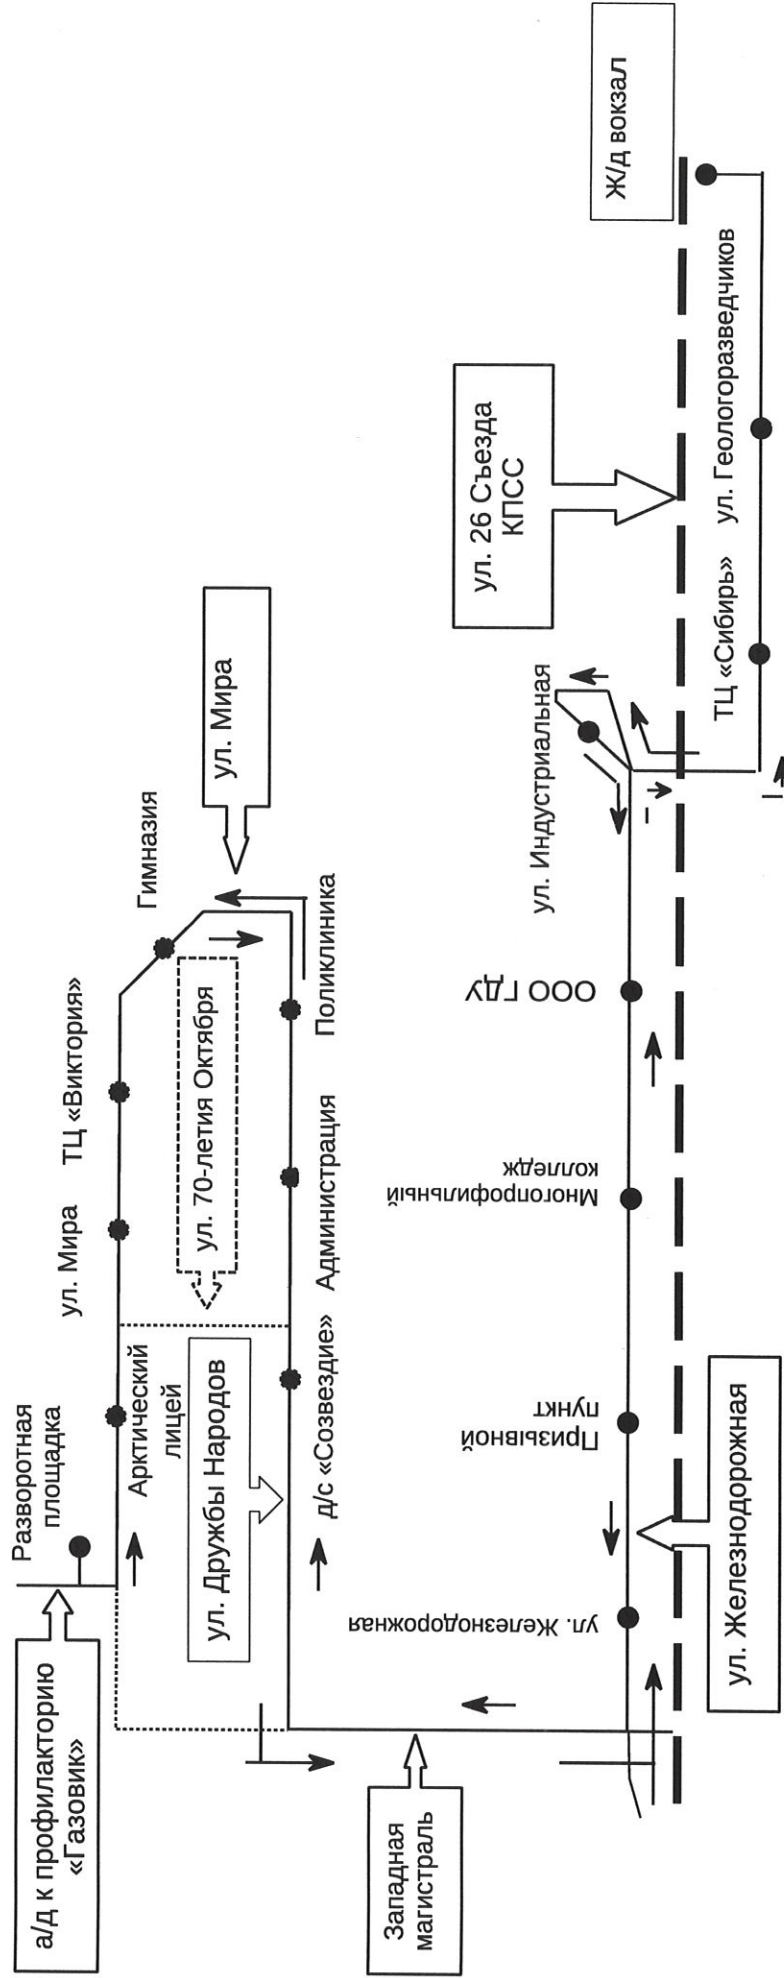 а/д к профилакторию
«Газовик»
Разворотная
площадка
Арктический
лицей
ул. Мира
ТЦ «Виктория»
Гимназия
ул. Мира
ул. 70-летия Октября
ул. Дружбы Народов
д/с «Созвездие»
Администрация
Поликлиника
Западная
магистраль
ул. Железнодорожная
Призывной
пункт
Многопрофильный
колледж
ООО ГДУ
ул. Индустриальная
ул. 26 Съезда
КПСС
Ж/д вокзал
ул. Железнодорожная
ТЦ «Сибирь»
ул. Геологоразведчиков